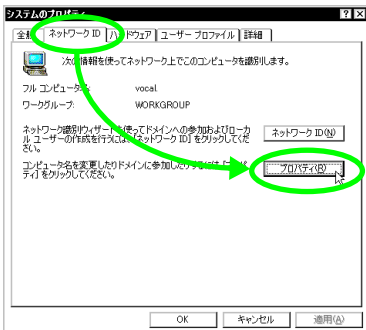 システムのプロパティ
全般 ネットワーク ID ハードウェア ユーザー プロファイル 詳細
次の情報を使ってネットワーク上でこのコンピュータを識別します。
フル コンピュータ名: vocal
ワークグループ: WORKGROUP
ネットワーク識別ウィザードを使ってドメインへの参加およびローカ
ル ユーザーの作成を行うには、[ネットワーク ID] をクリックしてくだ
さい。
ネットワーク ID(N)
コンピュータ名を変更したりドメインに参加したりするには [プロパ
ティ] をクリックしてください。
プロパティ(R)
OK キャンセル 適用(A)